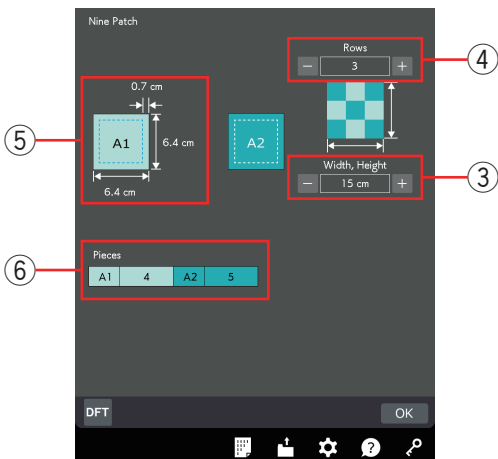 Nine Patch
Rows
− 3 +
④
0.7 cm
⑤
A1
6.4 cm
A2
6.4 cm
Width, Height
− 15 cm +
③
Pieces
⑥
A1 4 A2 5
DFT
OK
?